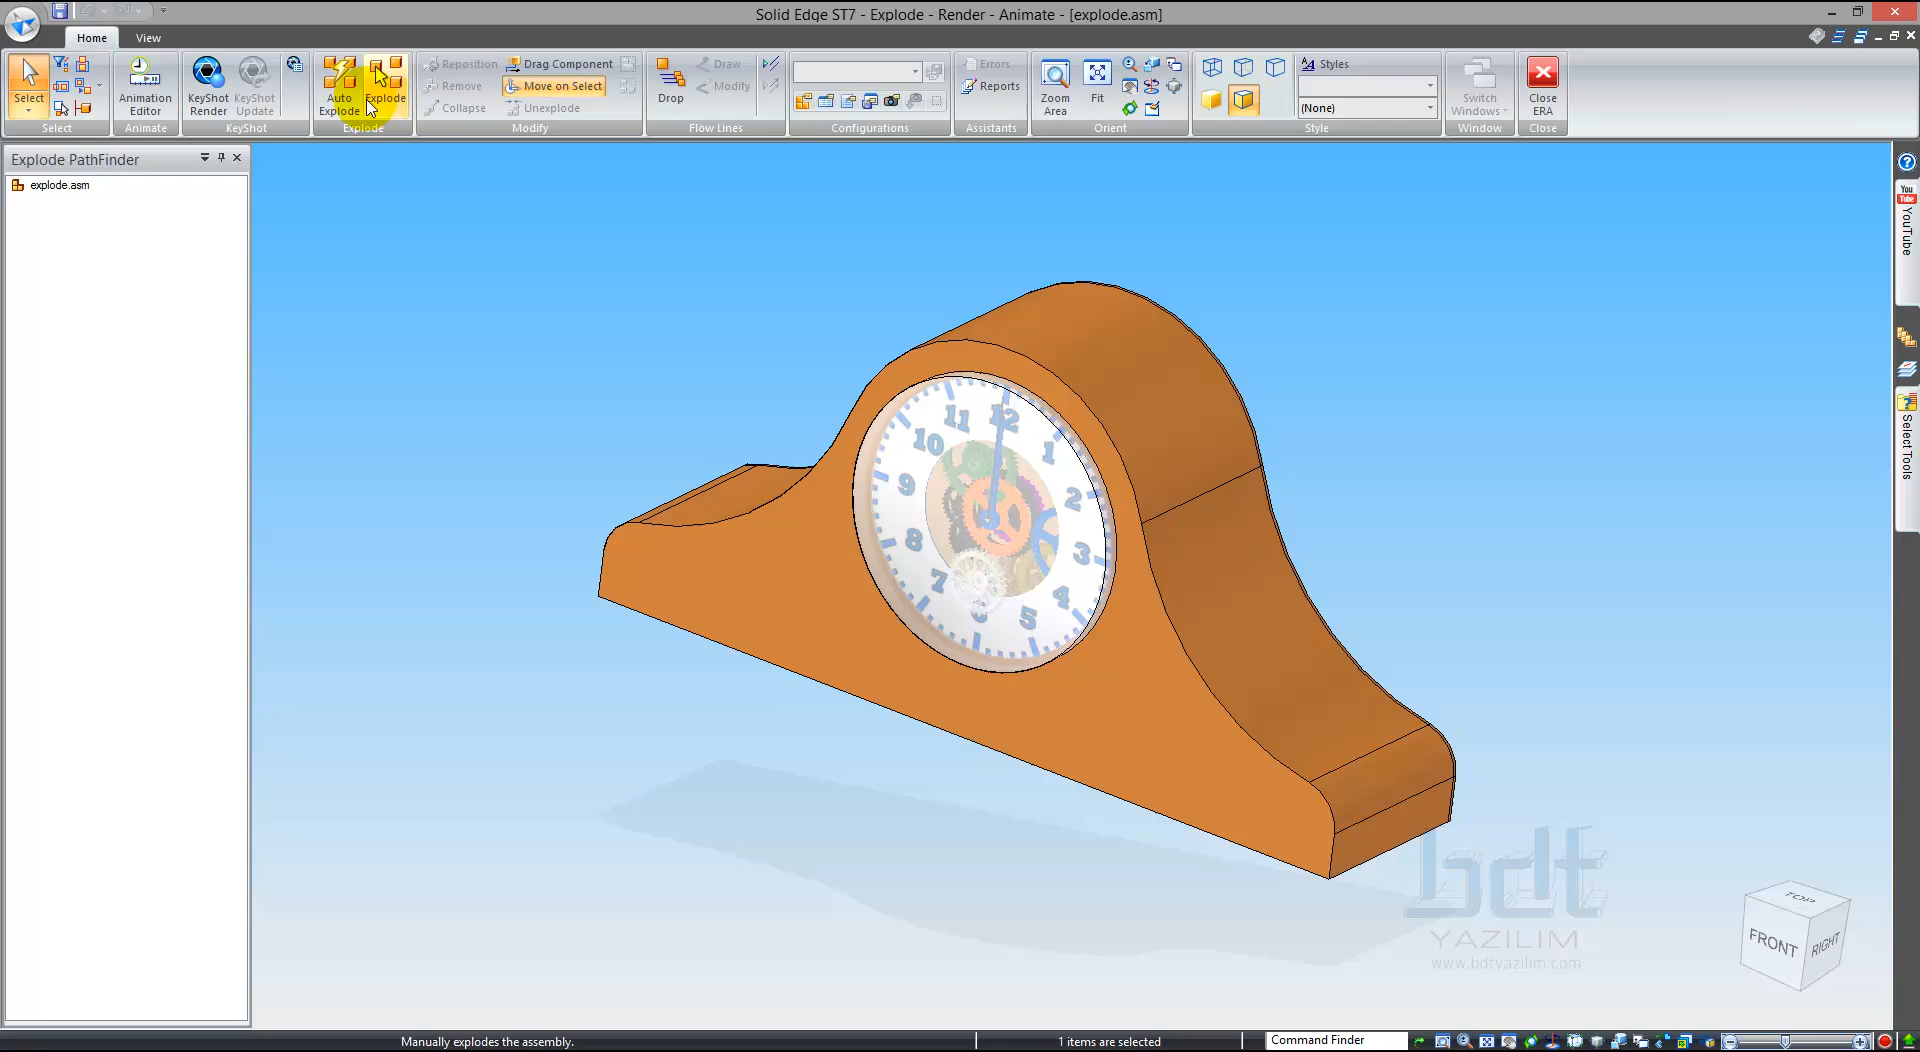 Solid Edge ST7 - Explode - Render - Animate - [explode.asm]
Home
View
Select
Select
Animation Editor
Animate
KeyShot Render
KeyShot Update
KeyShot
Auto Explode
Explode
Explode
Reposition
Remove
Collapse
Drag Component
Move on Select
Unexplode
Modify
Drop
Draw
Modify
Flow Lines
Configurations
Errors
Reports
Assistants
Zoom Area
Fit
Orient
Styles
(None)
Style
Switch Windows
Window
Close ERA
Close
Explode PathFinder
explode.asm
12
1
2
3
4
5
6
7
8
9
10
11
bdt
YAZILIM
www.bdtyazilim.com
TOP
FRONT
RIGHT
You Tube
YouTube
Select Tools
Manually explodes the assembly.
1 items are selected
Command Finder